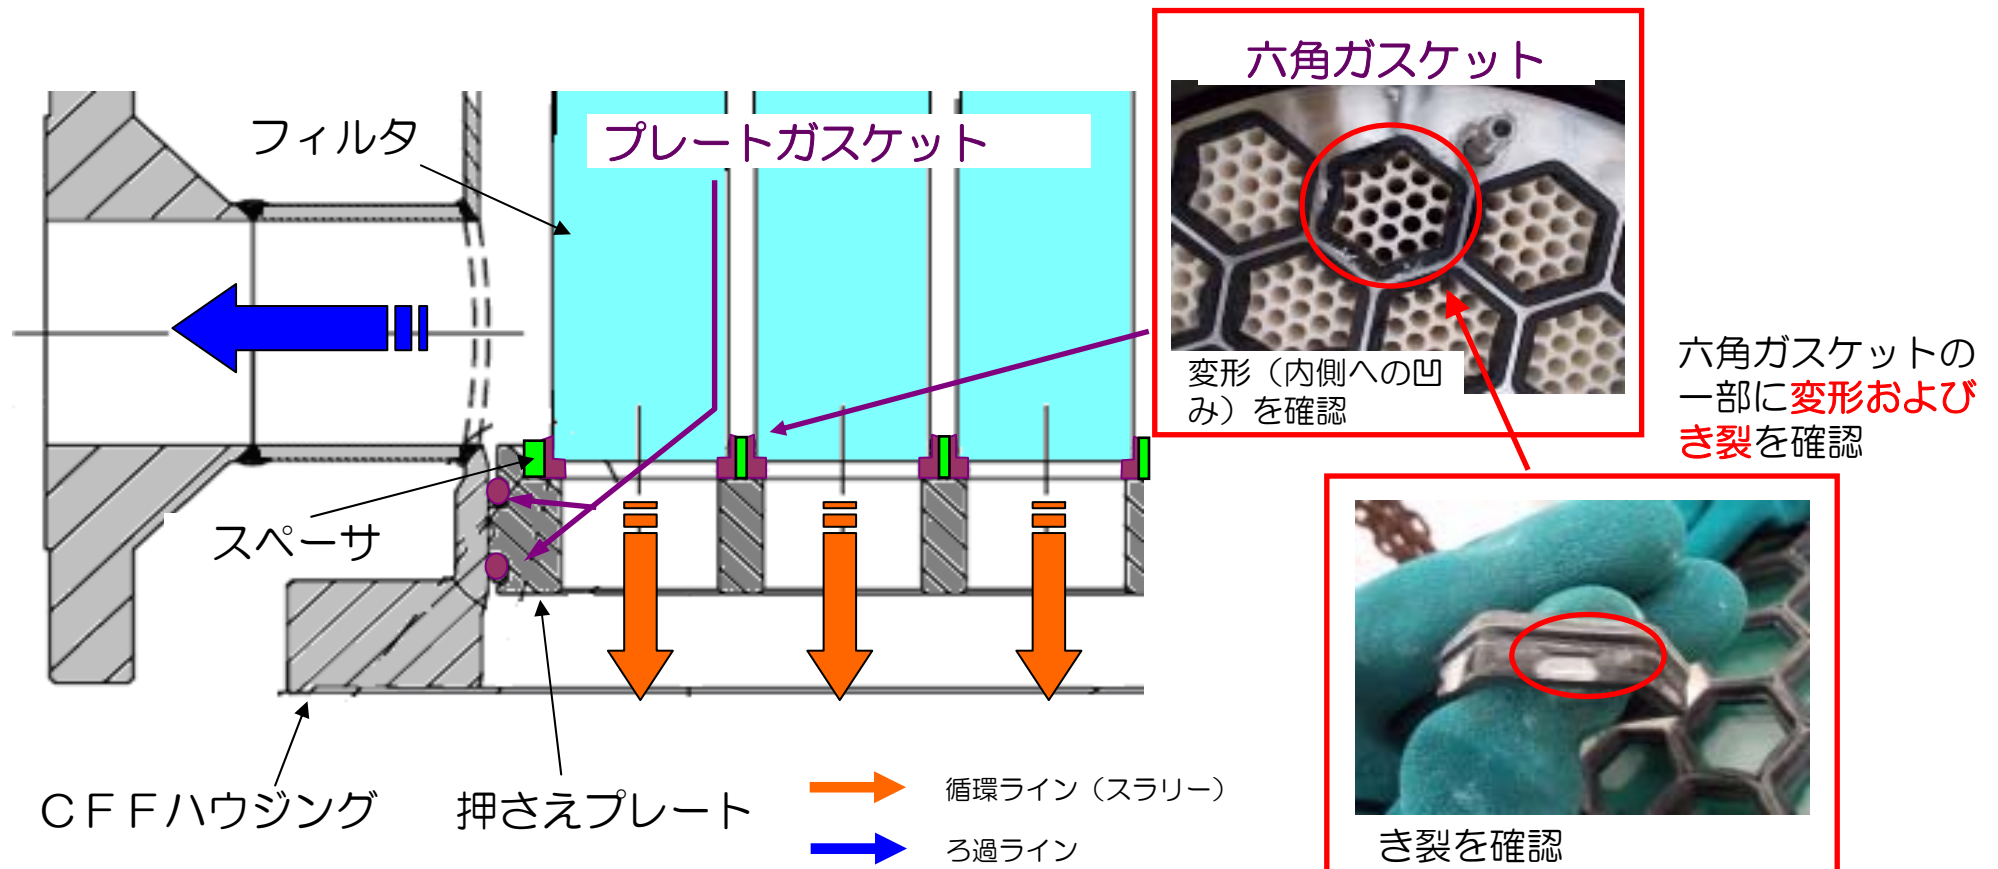 六角ガスケット
フィルタ
プレートガスケット
変形（内側への凹
み）を確認
六角ガスケットの
一部に変形および
き裂を確認
スペーサ
ＣＦＦハウジング
押さえプレート
循環ライン（スラリー）
ろ過ライン
き裂を確認